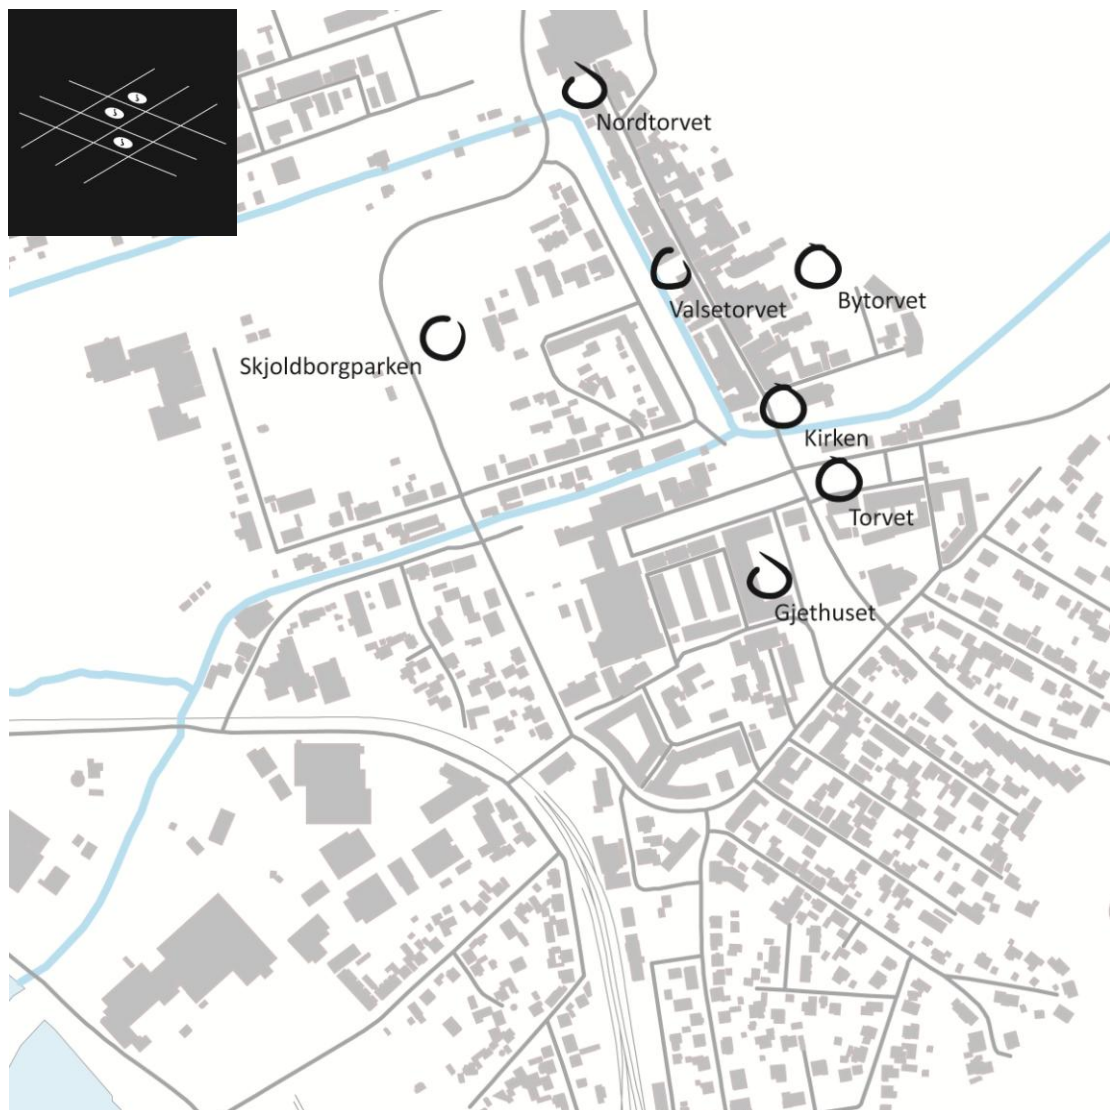 Nordtorvet
Bytorvet
Valsetorvet
Skjoldborgparken
Kirken
Torvet
Gjethuset